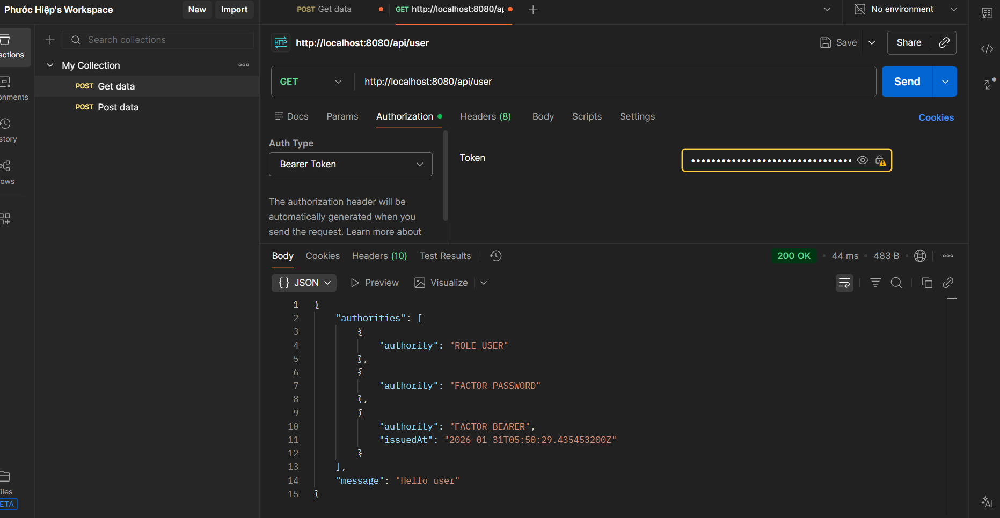 Phước Hiệp's Workspace
New
Import
POST Get data
GET http://localhost:8080/ap
No environment
Search collections
http://localhost:8080/api/user
Save
Share
ections
My Collection
GET
http://localhost:8080/api/user
Send
POST Get data
onments
POST Post data
Docs
Params
Authorization
Headers (8)
Body
Scripts
Settings
Cookies
story
Auth Type
Bearer Token
Token
ows
The authorization header will be
automatically generated when you
send the request. Learn more about
Body
Cookies
Headers (10)
Test Results
200 OK
44 ms
483 B
{} JSON
Preview
Visualize
1 {
2 "authorities": [
3 {
4 "authority": "ROLE_USER"
5 },
6 {
7 "authority": "FACTOR_PASSWORD"
8 },
9 {
10 "authority": "FACTOR_BEARER",
11 "issuedAt": "2026-01-31T05:50:29.435453200Z"
12 }
13 ],
14 "message": "Hello user"
15 }
iles
ETA
AI